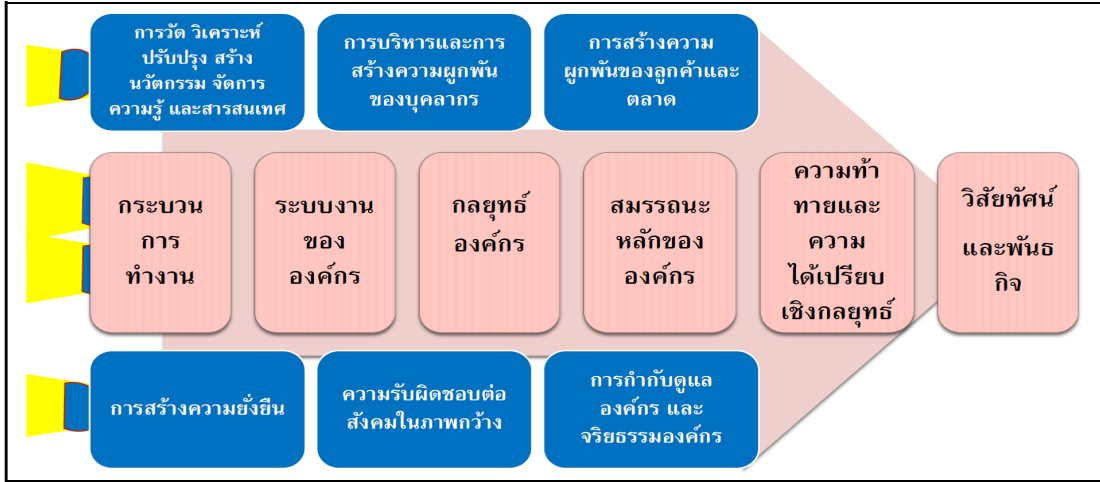 การวัด วิเคราะห์
ปรับปรุง สร้าง
นวัตกรรม จัดการ
ความรู้ และสารสนเทศ
การบริหารและการ
สร้างความผูกพัน
ของบุคลากร
การสร้างความ
ผูกพันของลูกค้าและ
ตลาด
กระบวน
การ
ทำงาน
ระบบงาน
ของ
องค์กร
กลยุทธ์
องค์กร
สมรรถนะ
หลักของ
องค์กร
ความท้า
ทายและ
ความ
ได้เปรียบ
เชิงกลยุทธ์
วิสัยทัศน์
และพันธ
กิจ
การสร้างความยั่งยืน
ความรับผิดชอบต่อ
สังคมในภาพกว้าง
การกำกับดูแล
องค์กร และ
จริยธรรมองค์กร